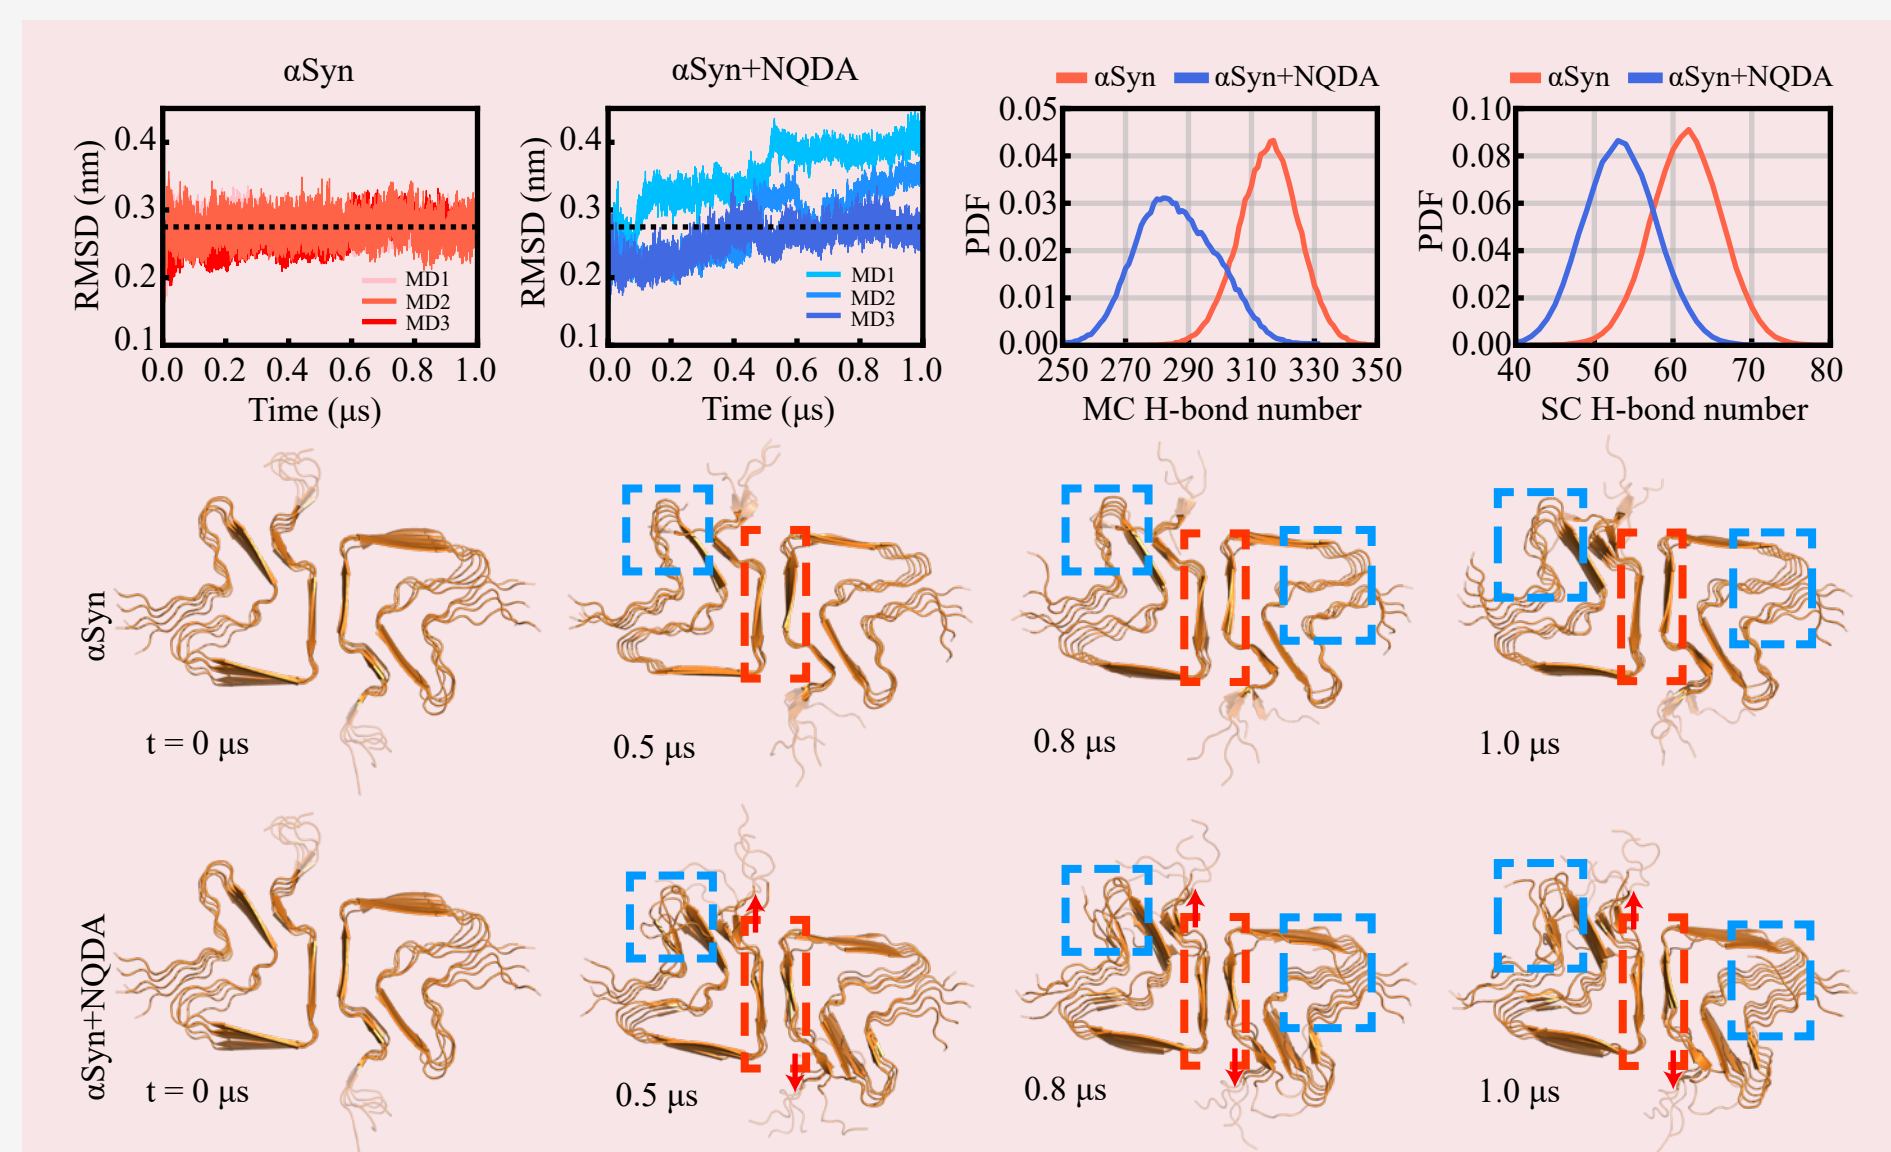 αSyn
αSyn+NQDA
αSyn αSyn+NQDA
αSyn αSyn+NQDA
RMSD (nm)
0.4
0.3
0.2
0.1
MD1
MD2
MD3
0.0 0.2 0.4 0.6 0.8 1.0
Time (μs)
RMSD (nm)
0.4
0.3
0.2
0.1
MD1
MD2
MD3
0.0 0.2 0.4 0.6 0.8 1.0
Time (μs)
PDF
0.05
0.04
0.03
0.02
0.01
0.00
250 270 290 310 330 350
MC H-bond number
PDF
0.10
0.08
0.06
0.04
0.02
0.00
40 50 60 70 80
SC H-bond number
αSyn
t = 0 μs
0.5 μs
0.8 μs
1.0 μs
αSyn+NQDA
t = 0 μs
0.5 μs
0.8 μs
1.0 μs